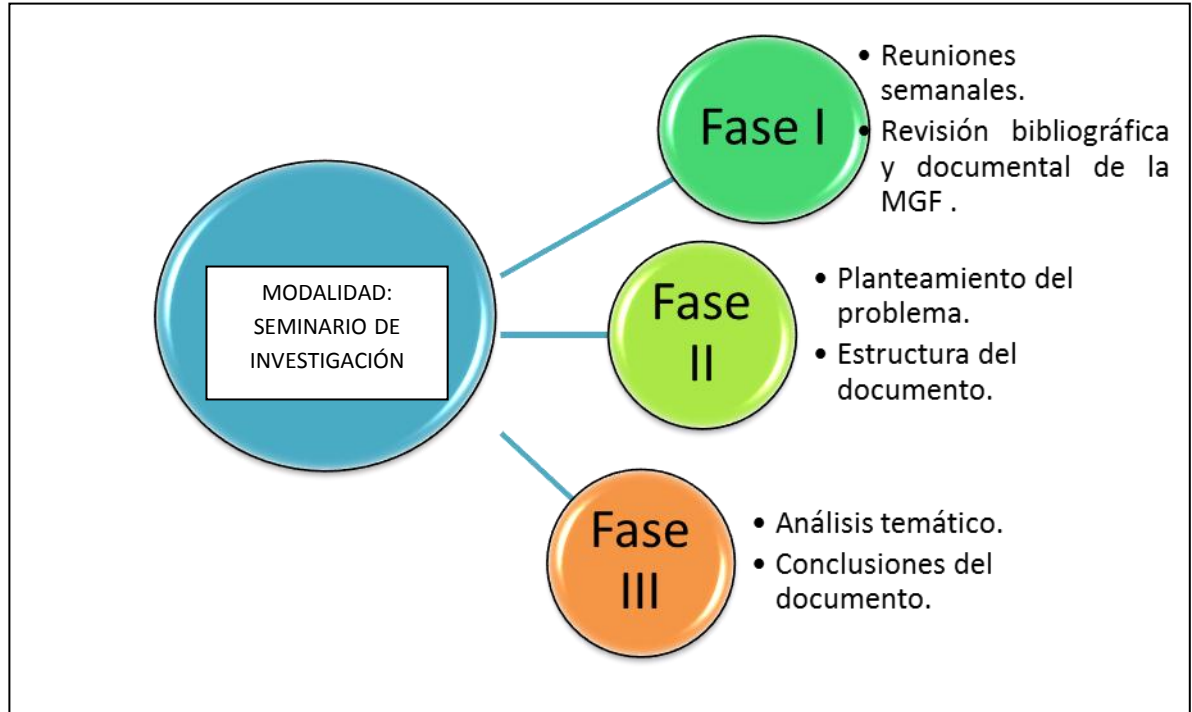 MODALIDAD:
SEMINARIO DE
INVESTIGACIÓN
Fase I
• Reuniones
semanales.
• Revisión bibliográfica
y documental de la
MGF .
Fase
II
• Planteamiento del
problema.
• Estructura del
documento.
Fase
III
• Análisis temático.
• Conclusiones del
documento.